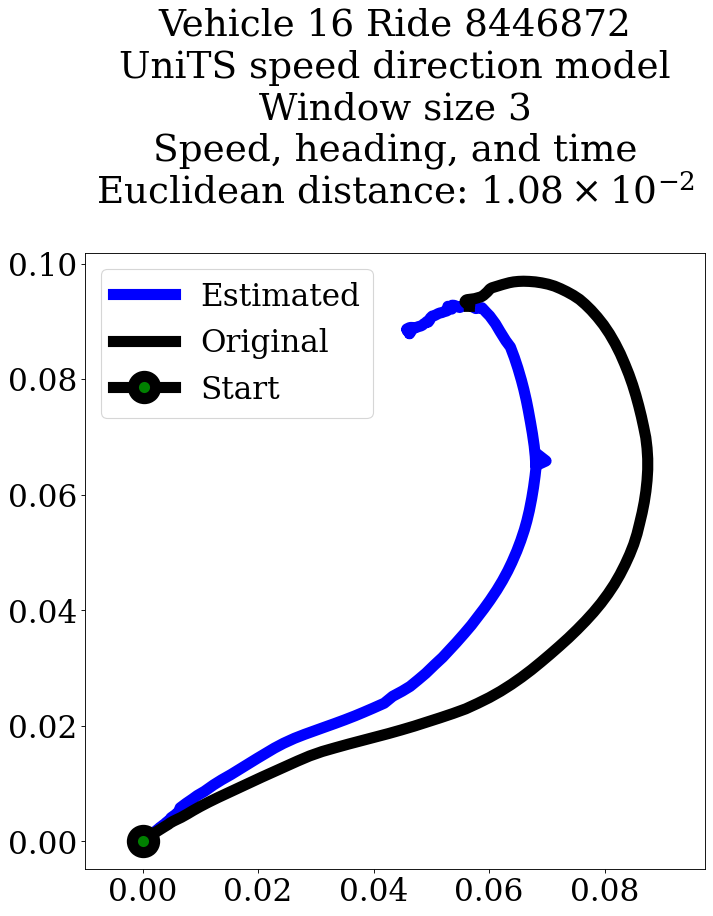 Vehicle 16 Ride 8446872
UniTS speed direction model
Window size 3
Speed, heading, and time
Euclidean distance: 1.08 × 10⁻²
Estimated
Original
Start
0.10
0.08
0.06
0.04
0.02
0.00
0.00 0.02 0.04 0.06 0.08